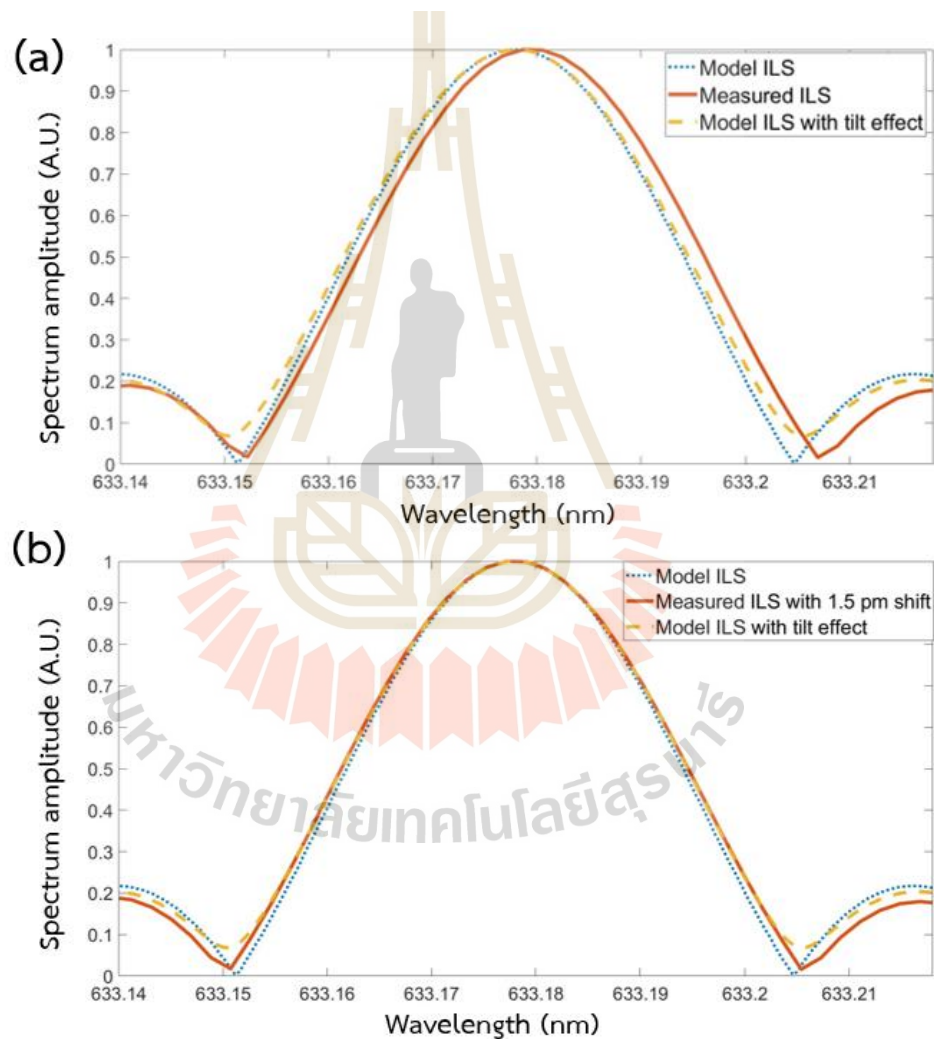 (a)
Model ILS
Measured ILS
Model ILS with tilt effect
Spectrum amplitude (A.U.)
1
0.9
0.8
0.7
0.6
0.5
0.4
0.3
0.2
0.1
0
633.14 633.15 633.16 633.17 633.18 633.19 633.2 633.21
Wavelength (nm)
(b)
Model ILS
Measured ILS with 1.5 pm shift
Model ILS with tilt effect
Spectrum amplitude (A.U.)
1
0.9
0.8
0.7
0.6
0.5
0.4
0.3
0.2
0.1
0
633.14 633.15 633.16 633.17 633.18 633.19 633.2 633.21
Wavelength (nm)
มหาวิทยาลัยเทคโนโลยีสุรนารี